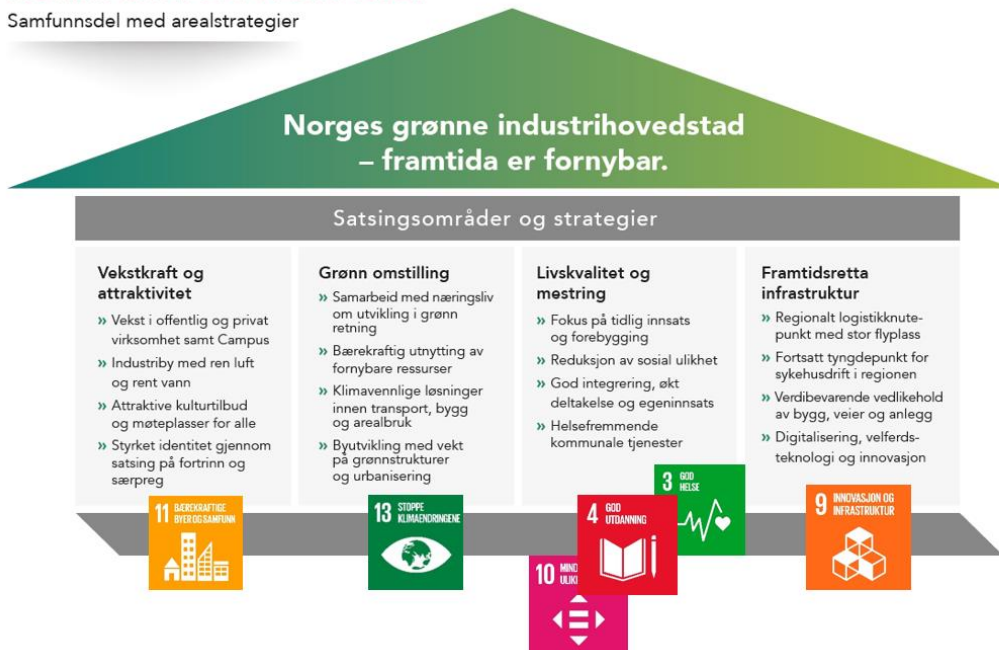 Samfunnsdel med arealstrategier
Norges grønne industrihovedstad
– framtida er fornybar.
Satsingsområder og strategier
Vekstkraft og
attraktivitet
» Vekst i offentlig og privat
virksomhet samt Campus
» Industriby med ren luft
og rent vann
» Attraktive kulturtilbud
og møteplasser for alle
» Styrket identitet gjennom
satsing på fortrinn og
særpreg
Grønn omstilling
» Samarbeid med næringsliv
om utvikling i grønn
retning
» Bærekraftig utnytting av
fornybare ressurser
» Klimavennlige løsninger
innen transport, bygg
og arealbruk
» Byutvikling med vekt
på grønnstrukturer
og urbanisering
Livskvalitet og
mestring
» Fokus på tidlig innsats
og forebygging
» Reduksjon av sosial ulikhet
» God integrering, økt
deltakelse og egeninnsats
» Helsefremmende
kommunale tjenester
Framtidsretta
infrastruktur
» Regionalt logistikknute-
punkt med stor flyplass
» Fortsatt tyngdepunkt for
sykehusdrift i regionen
» Verdibevarende vedlikehold
av bygg, veier og anlegg
» Digitalisering, velferds-
teknologi og innovasjon
11 BÆREKRAFTIGE
BYER OG SAMFUNN
13 STOPPE
KLIMAENDRINGENE
3 GOD
HELSE
4 GOD
UTDANNING
10
9 INNOVASJON OG
INFRASTRUKTUR